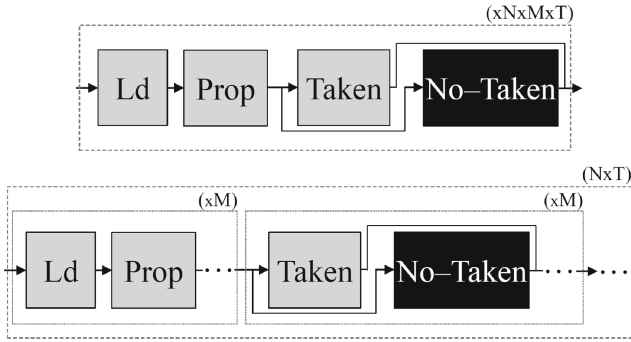 (xNxMxT)
Ld Prop Taken No–Taken
(NxT)
(xM) (xM)
Ld Prop ··· Taken No–Taken ··· ···